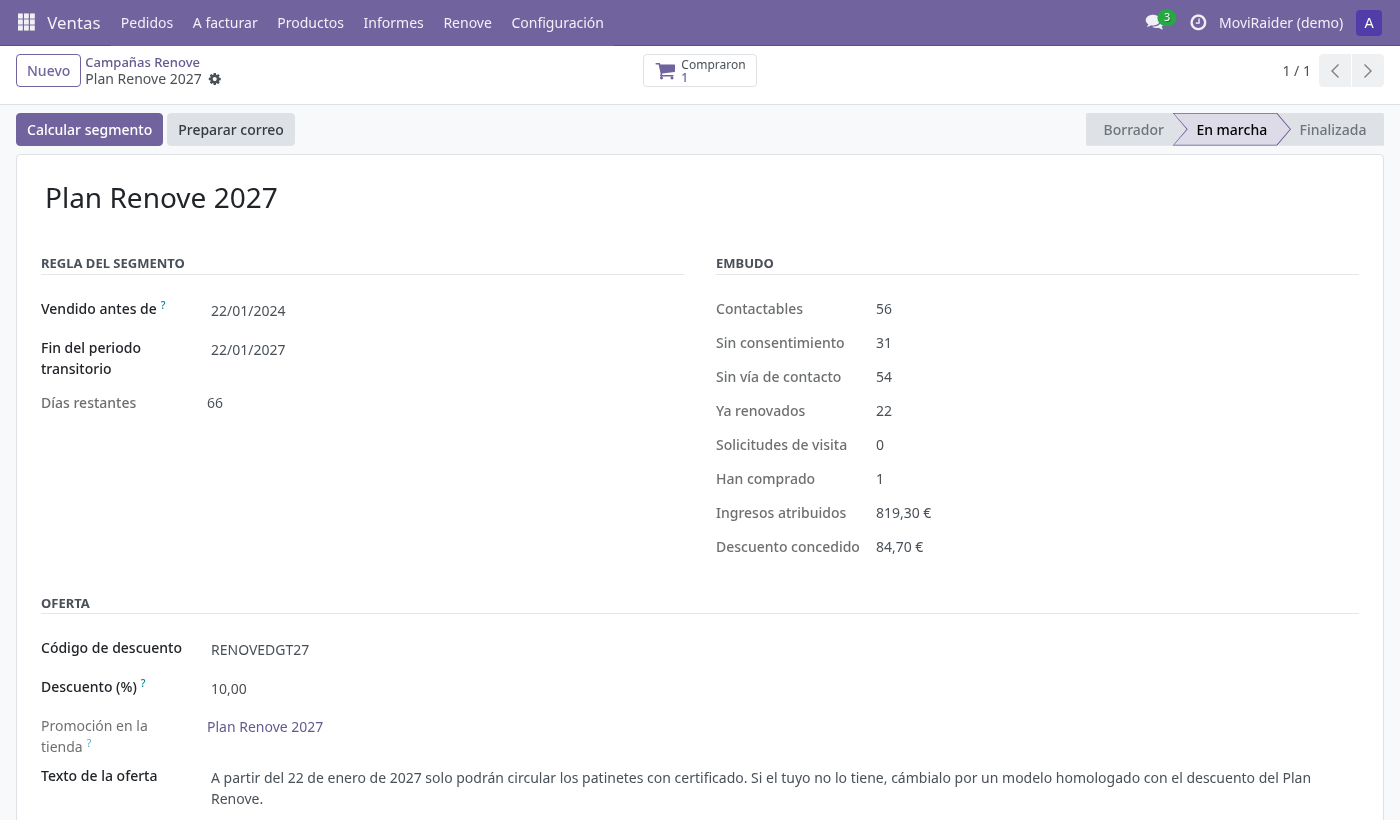 Ventas Pedidos A facturar Productos Informes Renove Configuración 3 MoviRaider (demo) A
Nuevo
Campañas Renove
Plan Renove 2027
Compraron
1
1 / 1
Calcular segmento Preparar correo Borrador En marcha Finalizada
Plan Renove 2027
REGLA DEL SEGMENTO
Vendido antes de ? 22/01/2024
Fin del periodo
transitorio
22/01/2027
Días restantes 66
EMBUDO
Contactables 56
Sin consentimiento 31
Sin vía de contacto 54
Ya renovados 22
Solicitudes de visita 0
Han comprado 1
Ingresos atribuidos 819,30 €
Descuento concedido 84,70 €
OFERTA
Código de descuento RENOVEDGT27
Descuento (%) ? 10,00
Promoción en la
tienda ?
Plan Renove 2027
Texto de la oferta
A partir del 22 de enero de 2027 solo podrán circular los patinetes con certificado. Si el tuyo no lo tiene, cámbialo por un modelo homologado con el descuento del Plan
Renove.